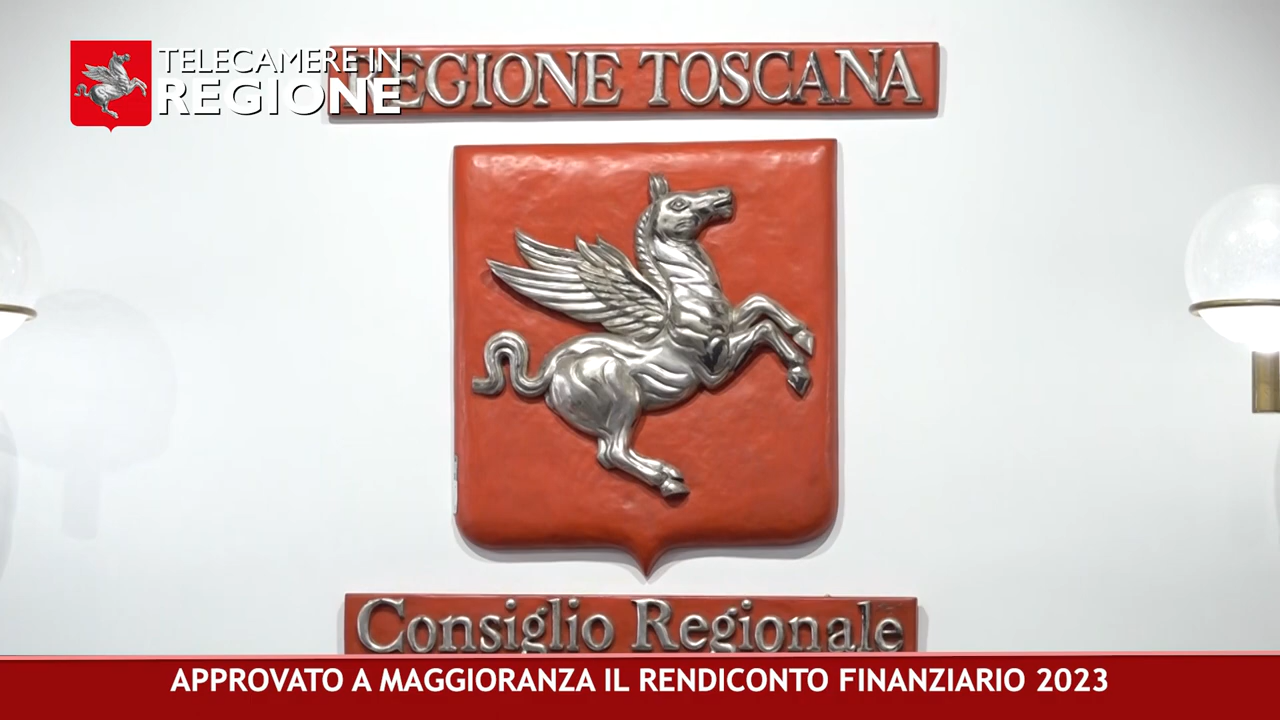 TELECAMERE IN
REGIONE
REGIONE TOSCANA
Consiglio Regionale
APPROVATO A MAGGIORANZA IL RENDICONTO FINANZIARIO 2023